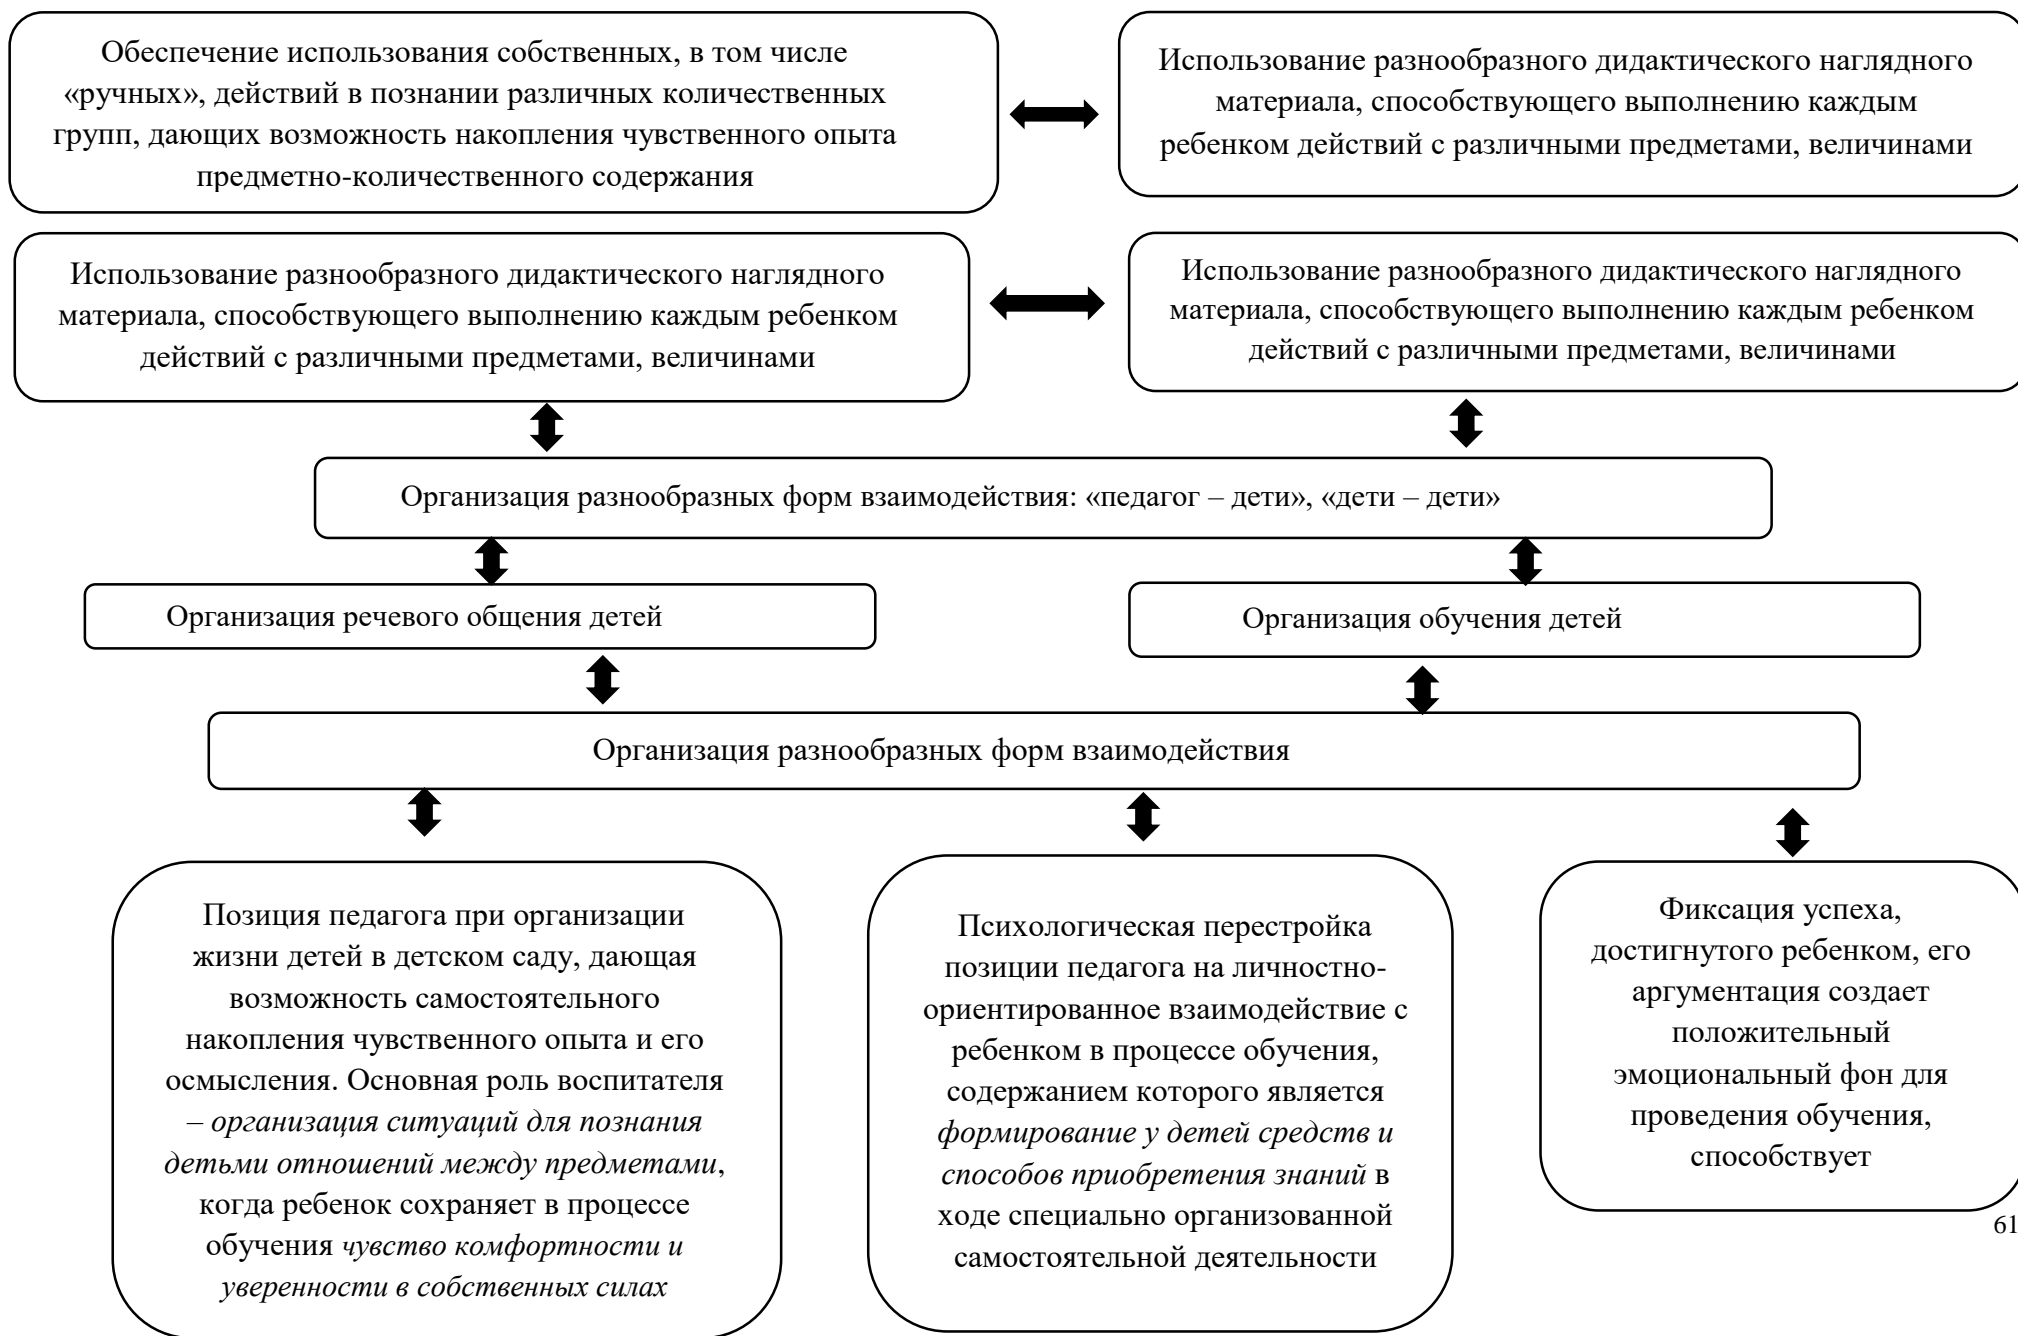 Обеспечение использования собственных, в том числе
«ручных», действий в познании различных количественных
групп, дающих возможность накопления чувственного опыта
предметно-количественного содержания
Использование разнообразного дидактического наглядного
материала, способствующего выполнению каждым
ребенком действий с различными предметами, величинами
Использование разнообразного дидактического наглядного
материала, способствующего выполнению каждым ребенком
действий с различными предметами, величинами
Использование разнообразного дидактического наглядного
материала, способствующего выполнению каждым ребенком
действий с различными предметами, величинами
Организация разнообразных форм взаимодействия: «педагог – дети», «дети – дети»
Организация речевого общения детей
Организация обучения детей
Организация разнообразных форм взаимодействия
Позиция педагога при организации
жизни детей в детском саду, дающая
возможность самостоятельного
накопления чувственного опыта и его
осмысления. Основная роль воспитателя
– организация ситуаций для познания
детьми отношений между предметами,
когда ребенок сохраняет в процессе
обучения чувство комфортности и
уверенности в собственных силах
Психологическая перестройка
позиции педагога на личностно-
ориентированное взаимодействие с
ребенком в процессе обучения,
содержанием которого является
формирование у детей средств и
способов приобретения знаний в
ходе специально организованной
самостоятельной деятельности
Фиксация успеха,
достигнутого ребенком, его
аргументация создает
положительный
эмоциональный фон для
проведения обучения,
способствует
61